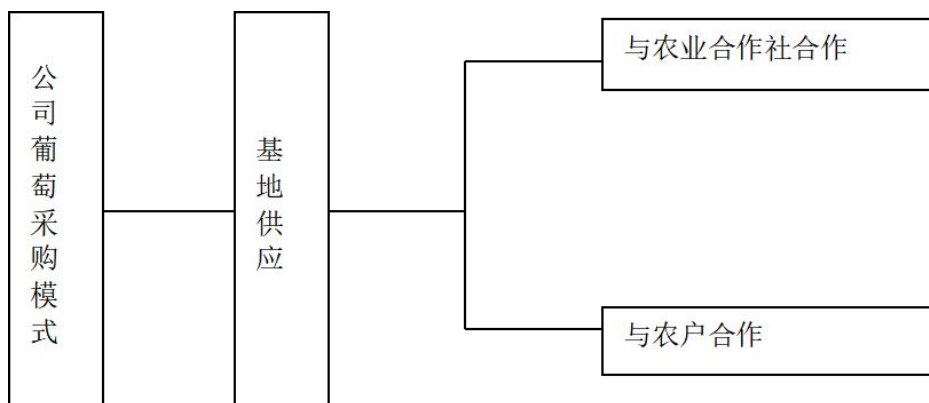 公司葡萄采购模式
基地供应
与农业合作社合作
与农户合作